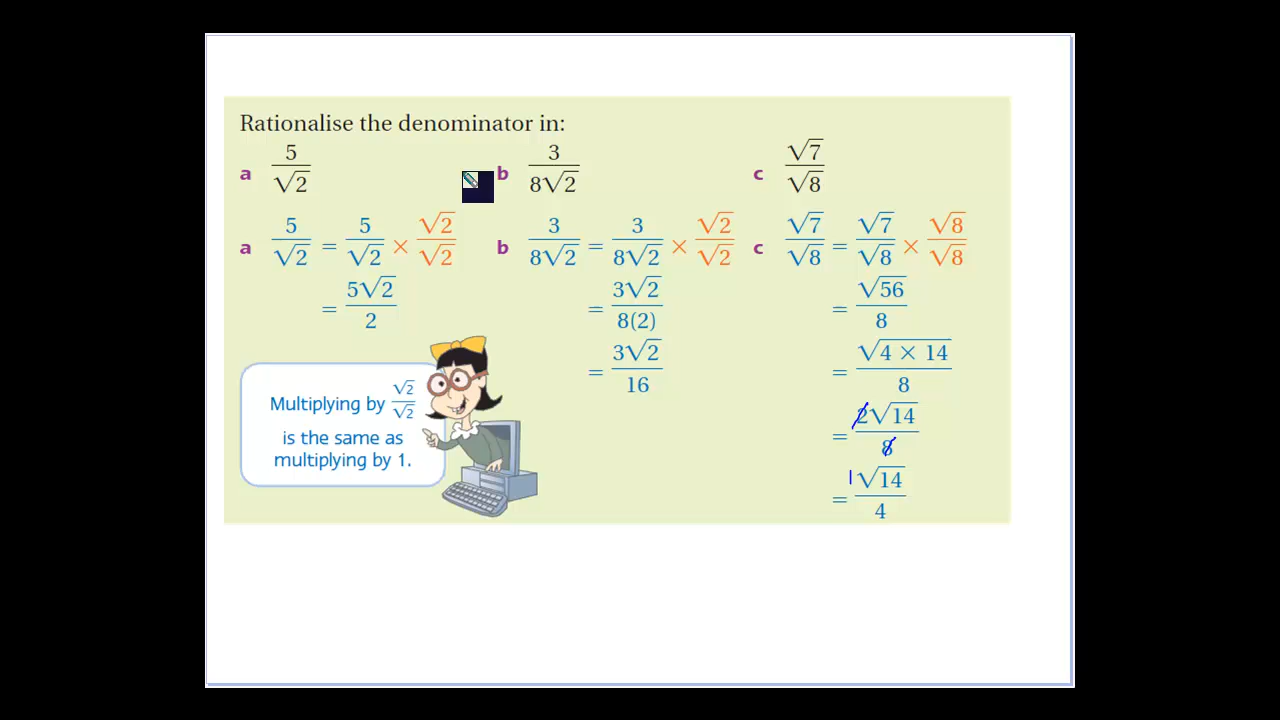 Rationalise the denominator in:
a 5/√2 b 3/8√2 c √7/√8
a 5/√2 = 5/√2 × √2/√2 b 3/8√2 = 3/8√2 × √2/√2 c √7/√8 = √7/√8 × √8/√8
= 5√2/2 = 3√2/8(2) = √56/8
= 3√2/16 = √4 × 14/8
Multiplying by √2/√2
is the same as
multiplying by 1.
= 2√14/8
= 1√14/4